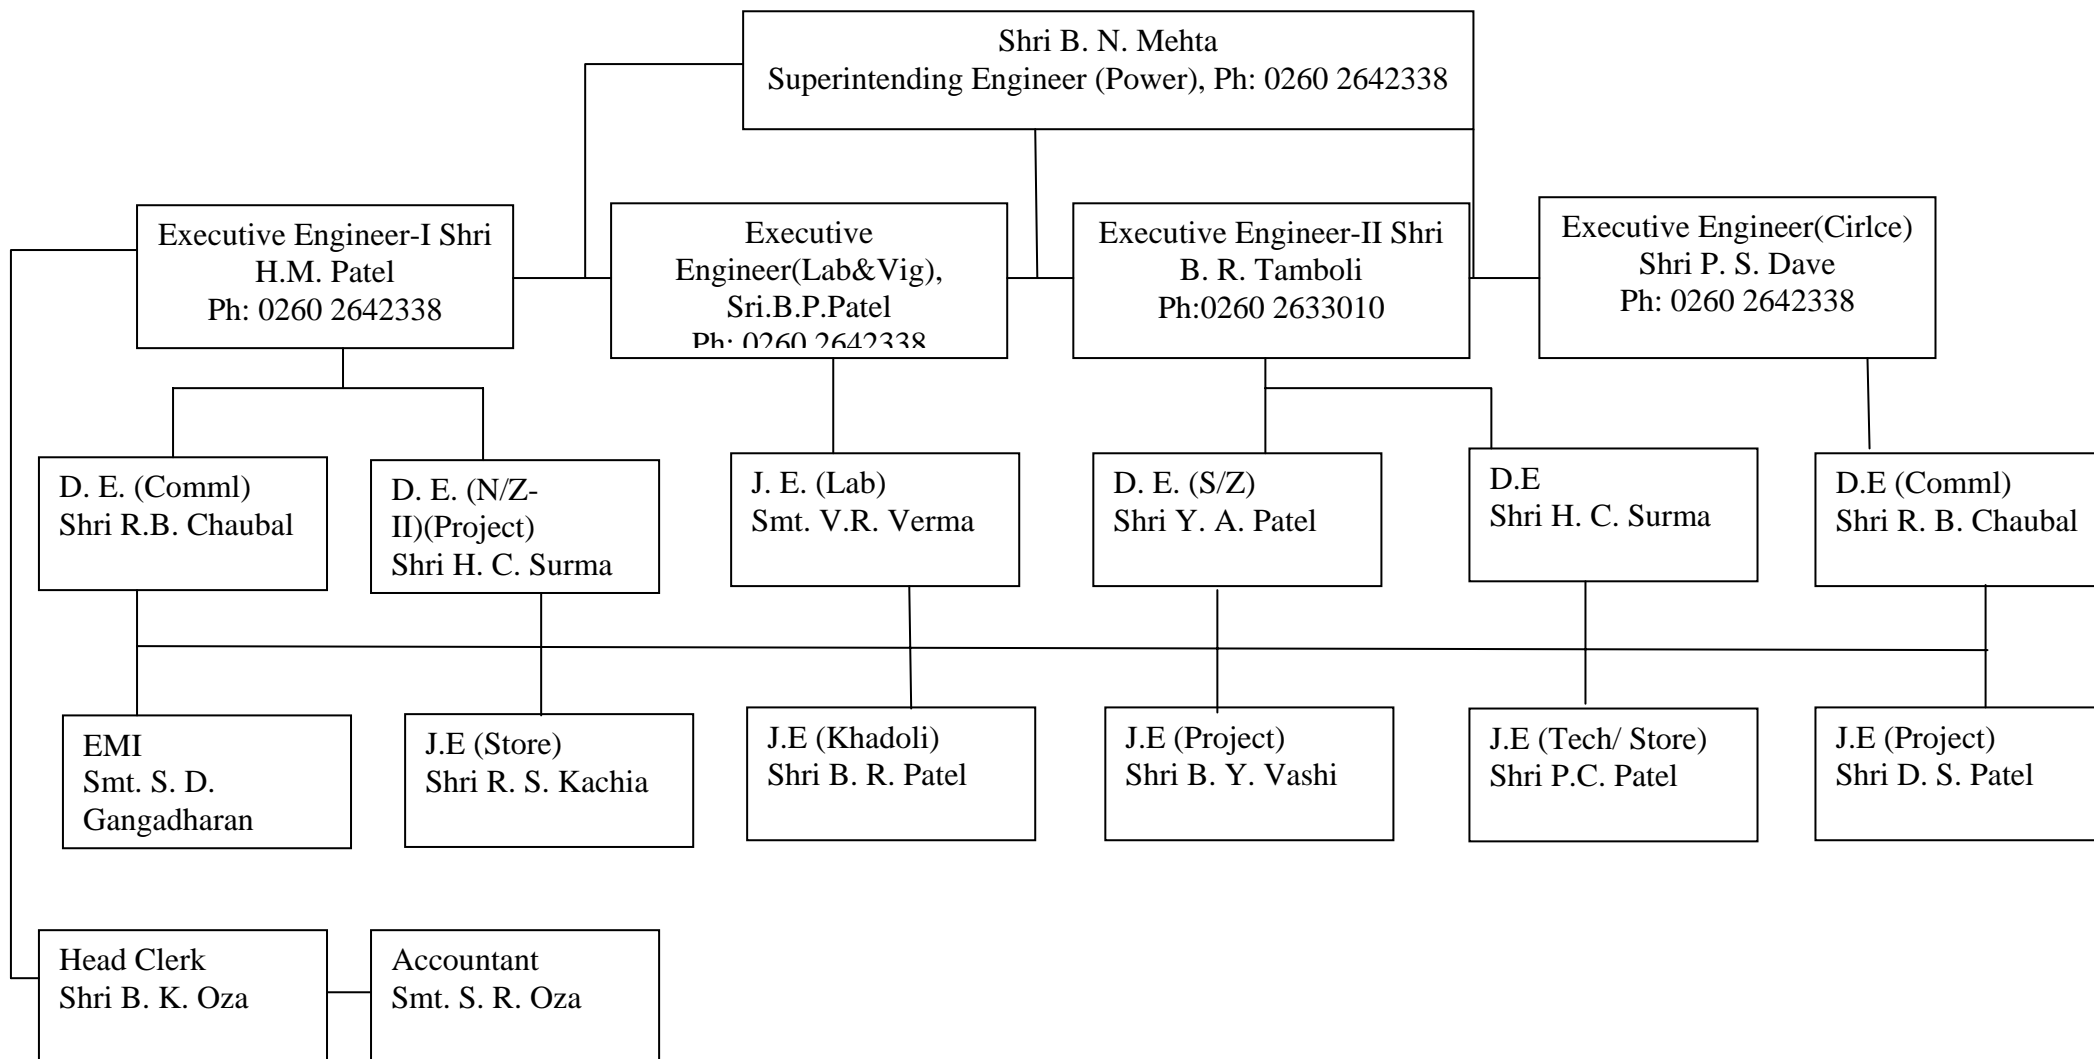 Shri B. N. Mehta
Superintending Engineer (Power), Ph: 0260 2642338
Executive Engineer-I Shri
H.M. Patel
Ph: 0260 2642338
Executive
Engineer(Lab&Vig),
Sri.B.P.Patel
Ph: 0260 2642338
Executive Engineer-II Shri
B. R. Tamboli
Ph:0260 2633010
Executive Engineer(Cirlce)
Shri P. S. Dave
Ph: 0260 2642338
D. E. (Comml)
Shri R.B. Chaubal
D. E. (N/Z-
II)(Project)
Shri H. C. Surma
J. E. (Lab)
Smt. V.R. Verma
D. E. (S/Z)
Shri Y. A. Patel
D.E
Shri H. C. Surma
D.E (Comml)
Shri R. B. Chaubal
EMI
Smt. S. D.
Gangadharan
J.E (Store)
Shri R. S. Kachia
J.E (Khadoli)
Shri B. R. Patel
J.E (Project)
Shri B. Y. Vashi
J.E (Tech/ Store)
Shri P.C. Patel
J.E (Project)
Shri D. S. Patel
Head Clerk
Shri B. K. Oza
Accountant
Smt. S. R. Oza